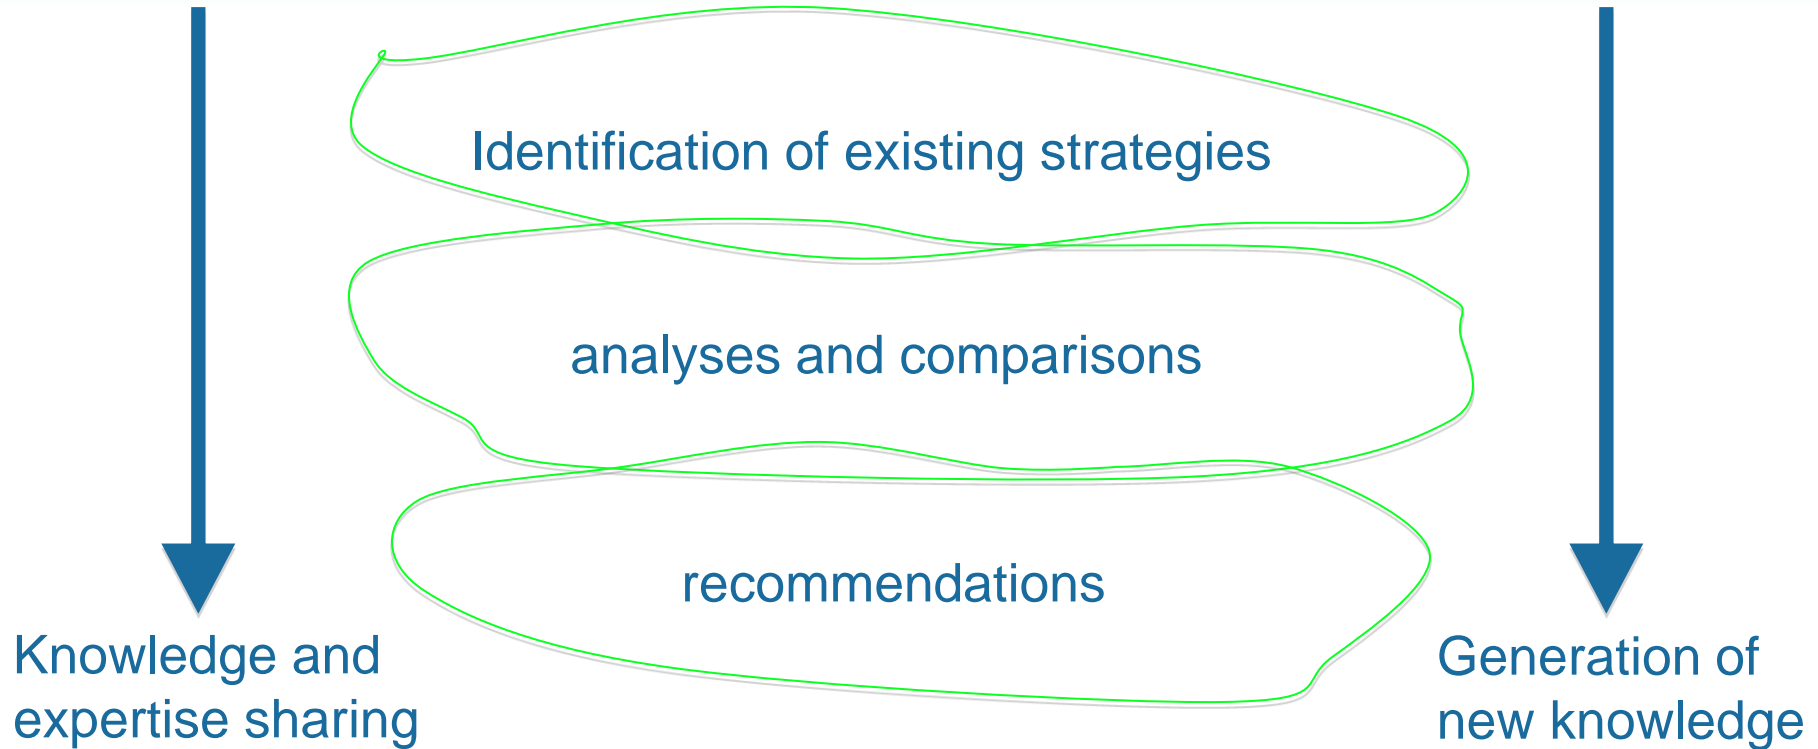 Identification of existing strategies
analyses and comparisons
recommendations
Knowledge and
expertise sharing
Generation of
new knowledge